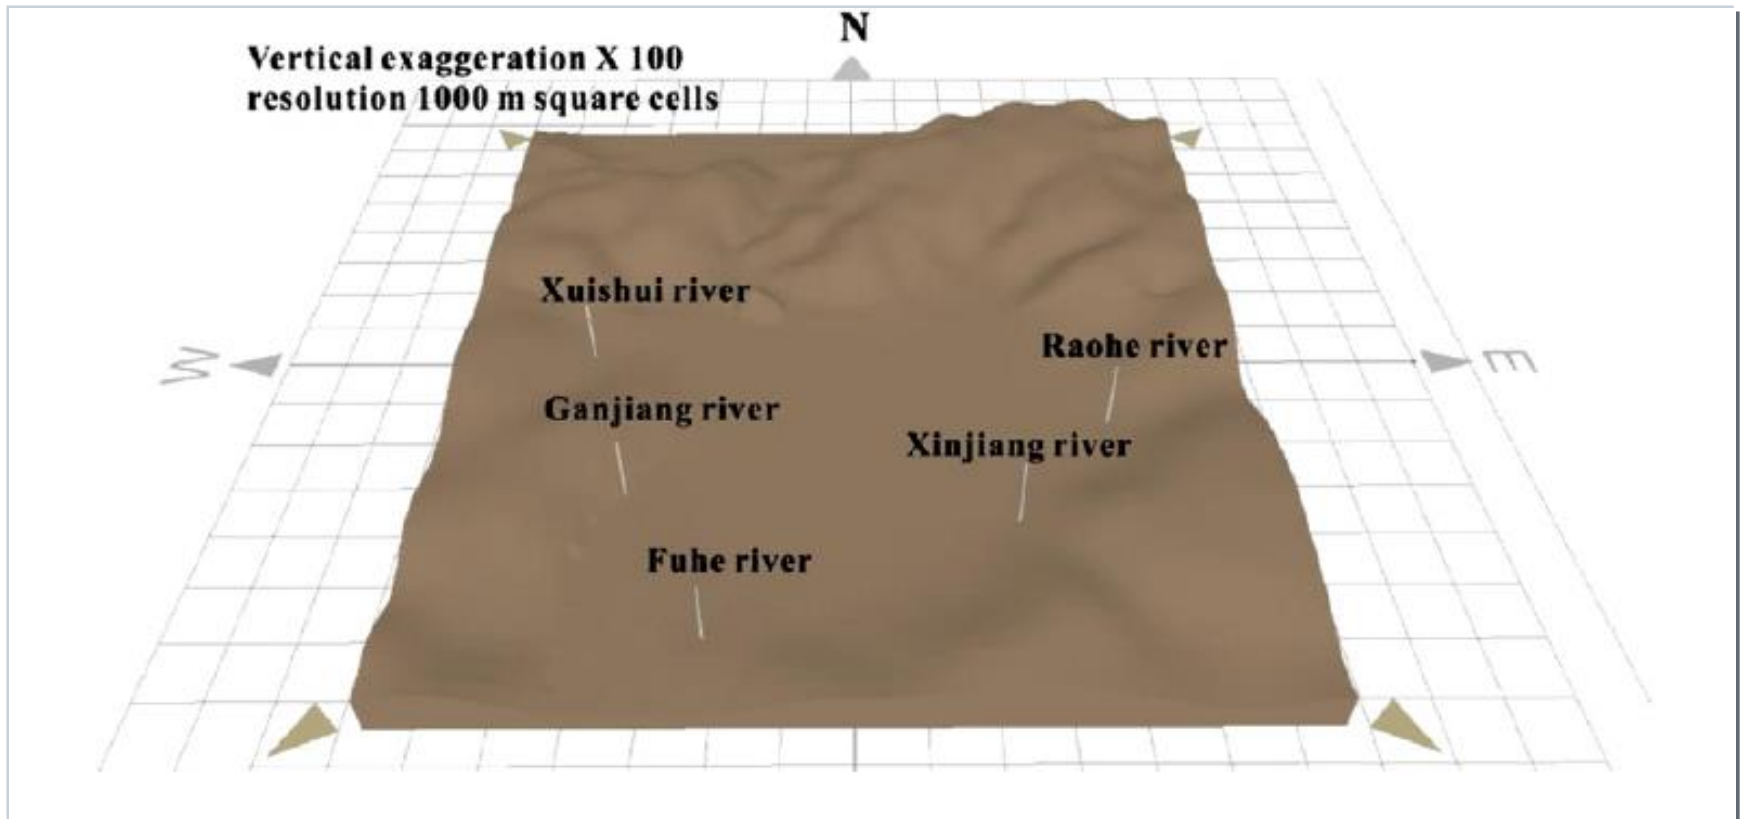 N
Vertical exaggeration X 100
resolution 1000 m square cells
Xuishui river
Raohe river
W
E
Ganjiang river
Xinjiang river
Fuhe river